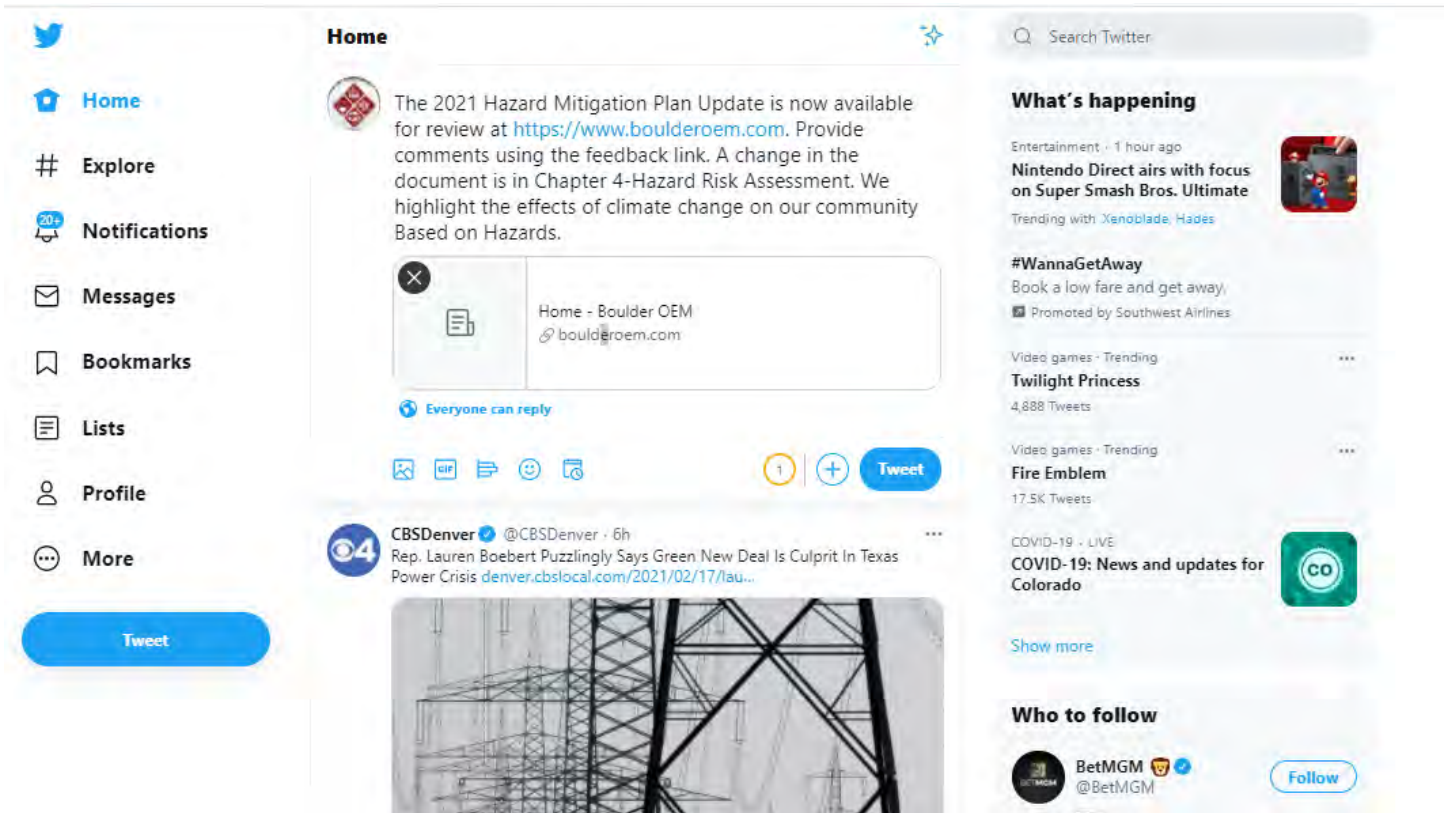 Home
Explore
20+
Notifications
Messages
Bookmarks
Lists
Profile
More
Tweet
Home
The 2021 Hazard Mitigation Plan Update is now available
for review at https://www.boulderoem.com. Provide
comments using the feedback link. A change in the
document is in Chapter 4-Hazard Risk Assessment. We
highlight the effects of climate change on our community
Based on Hazards.
Home - Boulder OEM
boulderoem.com
Everyone can reply
GIF
1
Tweet
CBSDenver @CBSDenver · 6h
Rep. Lauren Boebert Puzzlingly Says Green New Deal Is Culprit In Texas
Power Crisis denver.cbslocal.com/2021/02/17/lau...
Search Twitter
What's happening
Entertainment · 1 hour ago
Nintendo Direct airs with focus
on Super Smash Bros. Ultimate
Trending with Xenoblade, Hades
#WannaGetAway
Book a low fare and get away.
Promoted by Southwest Airlines
Video games · Trending
Twilight Princess
4,888 Tweets
Video games · Trending
Fire Emblem
17.5K Tweets
COVID-19 · LIVE
COVID-19: News and updates for
Colorado
CO
Show more
Who to follow
BetMGM
@BetMGM
BETMGM
Follow